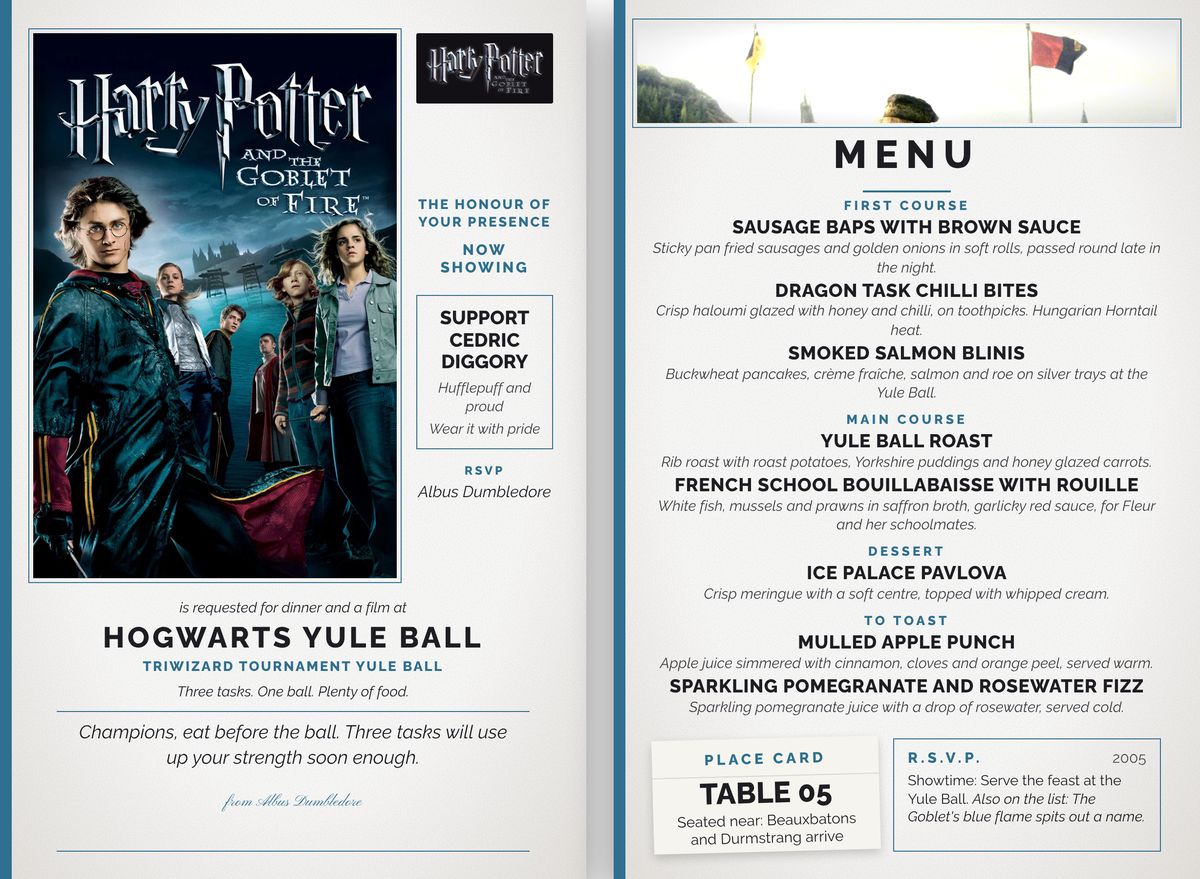 Harry Potter
AND THE
GOBLET
OF FIRE™
Harry Potter
AND THE
GOBLET
OF FIRE
THE HONOUR OF
YOUR PRESENCE
NOW
SHOWING
SUPPORT
CEDRIC
DIGGORY
Hufflepuff and
proud
Wear it with pride
RSVP
Albus Dumbledore
is requested for dinner and a film at
HOGWARTS YULE BALL
TRIWIZARD TOURNAMENT YULE BALL
Three tasks. One ball. Plenty of food.
Champions, eat before the ball. Three tasks will use
up your strength soon enough.
from Albus Dumbledore
MENU
FIRST COURSE
SAUSAGE BAPS WITH BROWN SAUCE
Sticky pan fried sausages and golden onions in soft rolls, passed round late in
the night.
DRAGON TASK CHILLI BITES
Crisp haloumi glazed with honey and chilli, on toothpicks. Hungarian Horntail
heat.
SMOKED SALMON BLINIS
Buckwheat pancakes, crème fraîche, salmon and roe on silver trays at the
Yule Ball.
MAIN COURSE
YULE BALL ROAST
Rib roast with roast potatoes, Yorkshire puddings and honey glazed carrots.
FRENCH SCHOOL BOUILLABAISSE WITH ROUILLE
White fish, mussels and prawns in saffron broth, garlicky red sauce, for Fleur
and her schoolmates.
DESSERT
ICE PALACE PAVLOVA
Crisp meringue with a soft centre, topped with whipped cream.
TO TOAST
MULLED APPLE PUNCH
Apple juice simmered with cinnamon, cloves and orange peel, served warm.
SPARKLING POMEGRANATE AND ROSEWATER FIZZ
Sparkling pomegranate juice with a drop of rosewater, served cold.
PLACE CARD
TABLE 05
Seated near: Beauxbatons
and Durmstrang arrive
R.S.V.P. 2005
Showtime: Serve the feast at the
Yule Ball. Also on the list: The
Goblet's blue flame spits out a name.